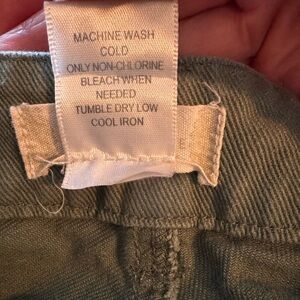 MACHINE WASH
COLD
ONLY NON-CHLORINE
BLEACH WHEN
NEEDED
TUMBLE DRY LOW
COOL IRON